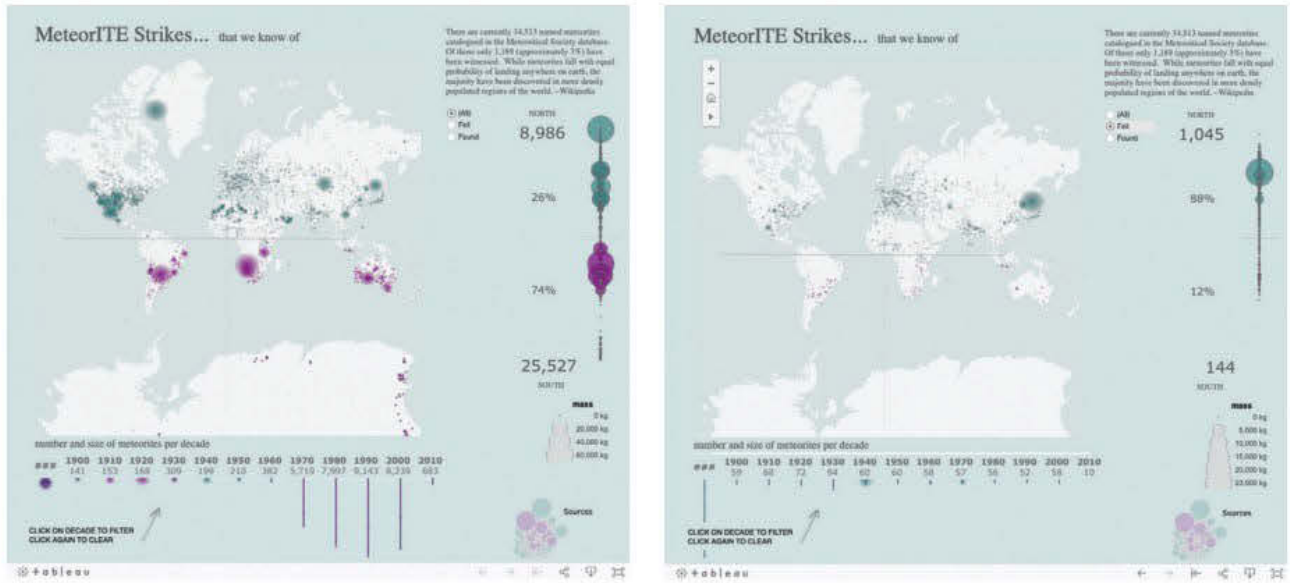 MeteorITE Strikes... that we know of
There are currently 34,513 named meteorites
catalogued in the Meteoritical Society database.
Of those only 1,189 (approximately 3%) have
been witnessed. While meteorites fall with equal
probability of landing anywhere on earth, the
majority have been discovered in more densly
populated regions of the world. ~Wikipedia
(All)
Fell
Found
NORTH
8,986
26%
74%
25,527
SOUTH
mass
0 kg
20,000 kg
40,000 kg
60,000 kg
number and size of meteorites per decade
### 1900 1910 1920 1930 1940 1950 1960 1970 1980 1990 2000 2010
141 153 168 309 199 210 382 5,719 7,997 9,143 8,239 683
CLICK ON DECADE TO FILTER
CLICK AGAIN TO CLEAR
Sources
+ableau
MeteorITE Strikes... that we know of
There are currently 34,513 named meteorites
catalogued in the Meteoritical Society database.
Of those only 1,189 (approximately 3%) have
been witnessed. While meteorites fall with equal
probability of landing anywhere on earth, the
majority have been discovered in more densly
populated regions of the world. ~Wikipedia
(All)
Fell
Found
NORTH
1,045
88%
12%
144
SOUTH
mass
0 kg
5,000 kg
10,000 kg
15,000 kg
20,000 kg
23,000 kg
number and size of meteorites per decade
### 1900 1910 1920 1930 1940 1950 1960 1970 1980 1990 2000 2010
59 68 72 94 60 60 68 57 56 52 58 10
CLICK ON DECADE TO FILTER
CLICK AGAIN TO CLEAR
Sources
+ableau